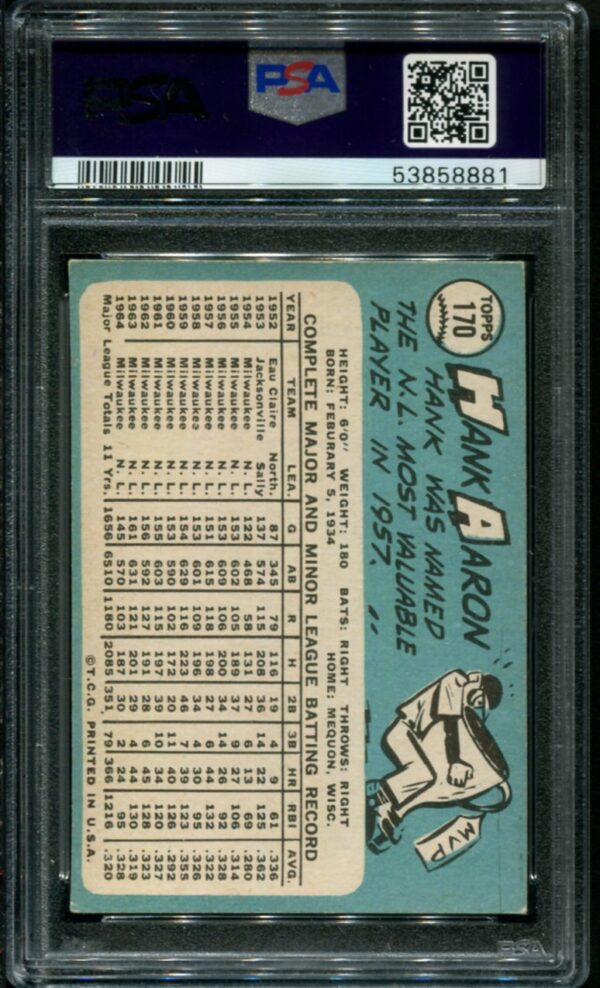 PSA
PSA
53858881
TOPPS
170
HANK AARON
HANK WAS NAMED
THE N.L. MOST VALUABLE
PLAYER IN 1957.
MVP
HEIGHT: 6'0" WEIGHT: 180 BATS: RIGHT THROWS: RIGHT
BORN: FEBURARY 5, 1934 HOME: MEQUON, WISC.
COMPLETE MAJOR AND MINOR LEAGUE BATTING RECORD
YEAR TEAM LEA. G AB R H 2B 3B HR RBI AVG.
1952 Eau Claire North. 87 345 79 116 19 4 9 61 .336
1953 Jacksonville Sally 137 574 115 208 36 14 22 125 .362
1954 Milwaukee N. L. 122 468 58 131 27 6 13 69 .280
1955 Milwaukee N. L. 153 602 105 189 37 9 27 106 .314
1956 Milwaukee N. L. 153 609 106 200 34 14 26 92 .328
1957 Milwaukee N. L. 151 615 118 198 27 6 44 132 .322
1958 Milwaukee N. L. 153 601 109 196 34 4 30 95 .326
1959 Milwaukee N. L. 154 629 116 223 46 7 39 123 .355
1960 Milwaukee N. L. 153 590 102 172 20 11 40 126 .292
1961 Milwaukee N. L. 155 603 115 197 39 10 34 120 .327
1962 Milwaukee N. L. 156 592 127 191 28 6 45 128 .323
1963 Milwaukee N. L. 161 631 121 201 29 4 44 130 .319
1964 Milwaukee N. L. 145 570 103 187 30 2 24 95 .328
Major League Totals 11 Yrs. 1656 6510 1180 2085 351 79 366 1216 .320
©T.C.G. PRINTED IN U.S.A.
PSA